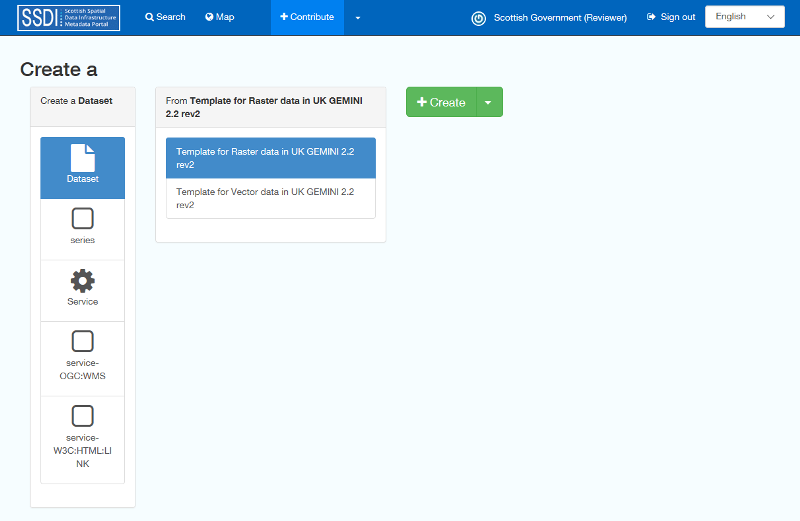 SSDI
Scottish Spatial
Data Infrastructure
Metadata Portal
Search
Map
Contribute
Scottish Government (Reviewer)
Sign out
English
Create a
Create a Dataset
Dataset
series
Service
service-
OGC:WMS
service-
W3C:HTML:LI
NK
From Template for Raster data in UK GEMINI
2.2 rev2
Template for Raster data in UK GEMINI 2.2
rev2
Template for Vector data in UK GEMINI 2.2
rev2
Create